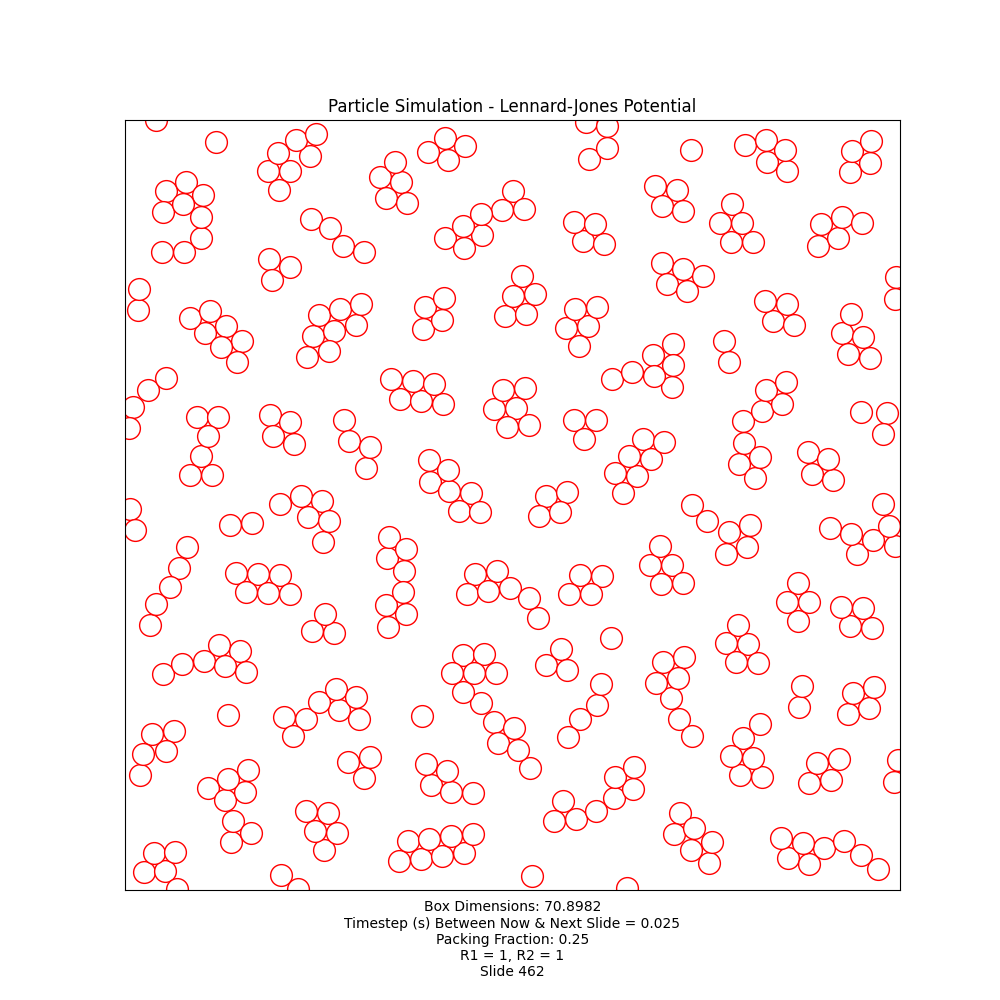 Particle Simulation - Lennard-Jones Potential
Box Dimensions: 70.8982
Timestep (s) Between Now & Next Slide = 0.025
Packing Fraction: 0.25
R1 = 1, R2 = 1
Slide 462